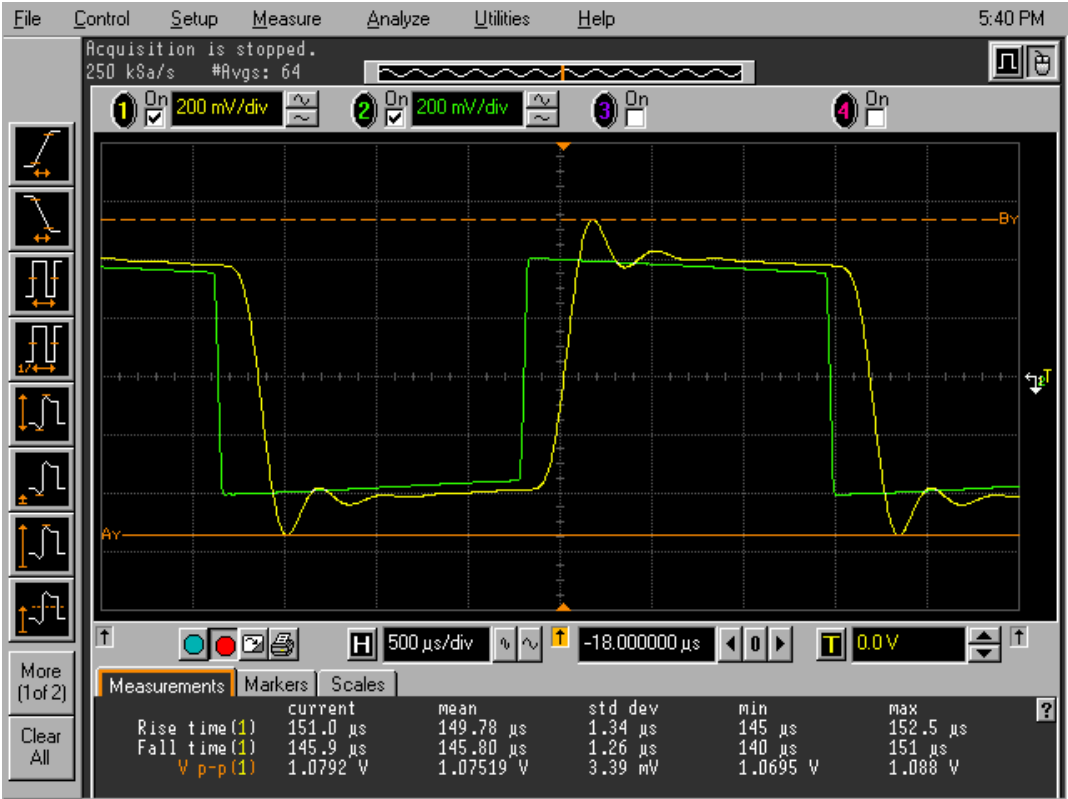 File Control Setup Measure Analyze Utilities Help 5:40 PM
Acquisition is stopped.
250 kSa/s #Avgs: 64
1 On 200 mV/div 2 On 200 mV/div 3 On 4 On
By
Ay
T
H 500 µs/div -18.000000 µs 0 T 0.0 V
More
(1 of 2)
Clear
All
Measurements Markers Scales
current mean std dev min max ?
Rise time(1) 151.0 µs 149.78 µs 1.34 µs 145 µs 152.5 µs
Fall time(1) 145.9 µs 145.80 µs 1.26 µs 140 µs 151 µs
V p-p(1) 1.0792 V 1.07519 V 3.39 mV 1.0695 V 1.088 V